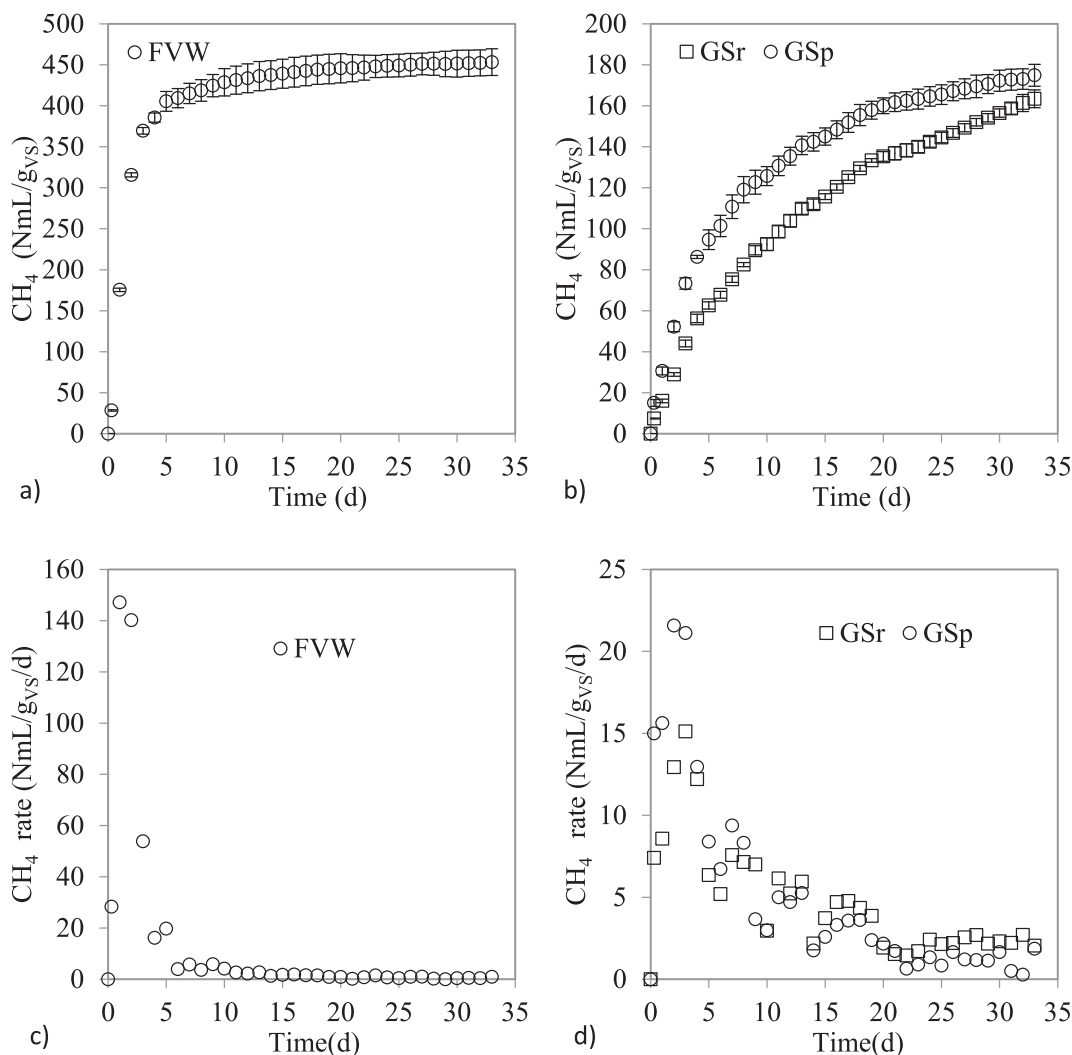 500
450
400
350
300
250
200
150
100
50
0
CH4 (NmL/gVS)
FVW
0 5 10 15 20 25 30 35
Time (d)
a)
200
180
160
140
120
100
80
60
40
20
0
CH4 (NmL/gVS)
GSr GSp
0 5 10 15 20 25 30 35
Time (d)
b)
160
140
120
100
80
60
40
20
0
CH4 rate (NmL/gVS/d)
FVW
0 5 10 15 20 25 30 35
Time(d)
c)
25
20
15
10
5
0
CH4 rate (NmL/gVS/d)
GSr GSp
0 5 10 15 20 25 30 35
Time(d)
d)